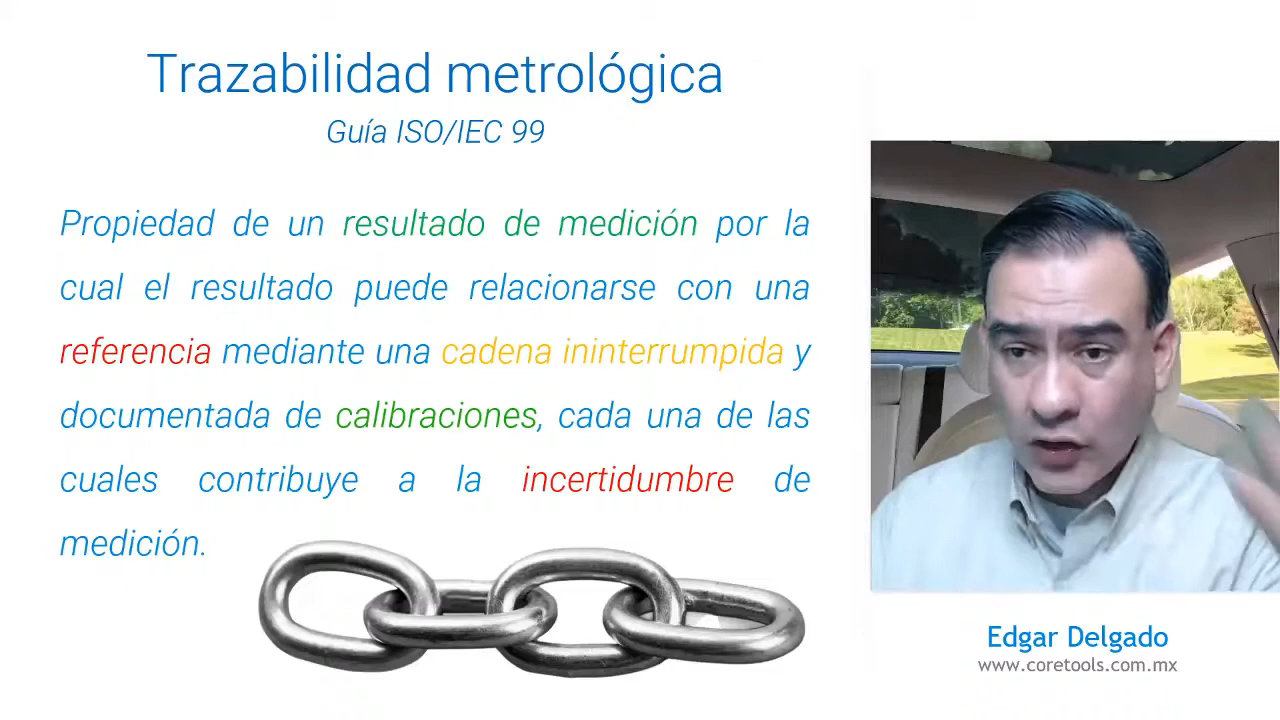 Trazabilidad metrológica
Guía ISO/IEC 99
Propiedad de un resultado de medición por la
cual el resultado puede relacionarse con una
referencia mediante una cadena ininterrumpida y
documentada de calibraciones, cada una de las
cuales contribuye a la incertidumbre de
medición.
Edgar Delgado
www.coretools.com.mx